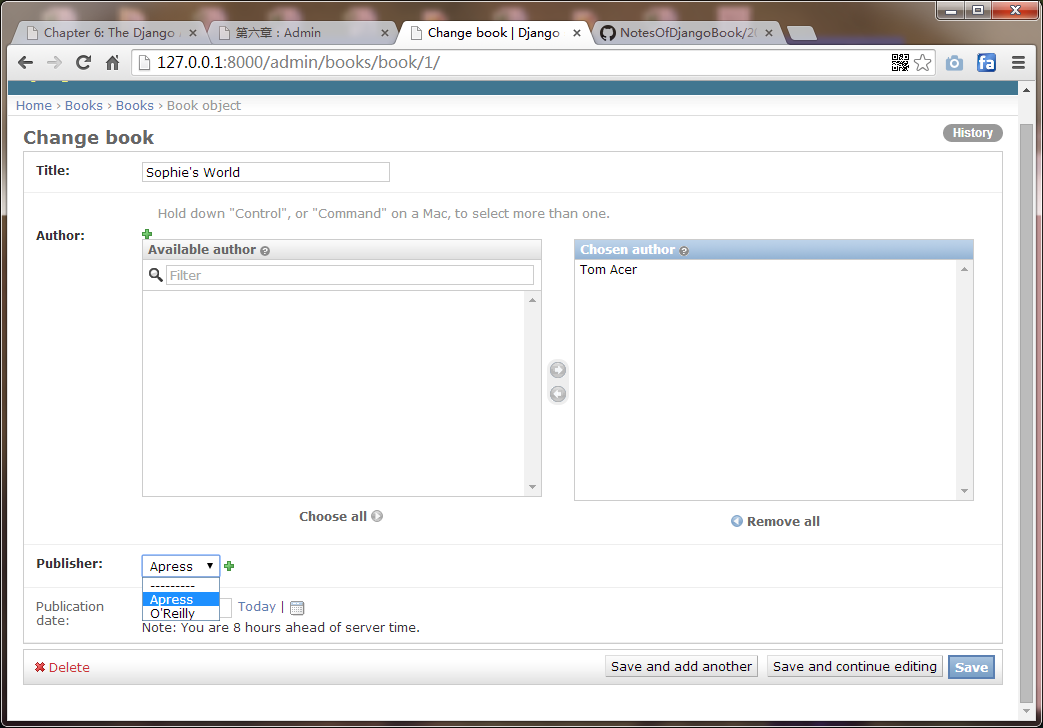 Chapter 6: The Django
第六章 : Admin
Change book | Django
NotesOfDjangoBook/20
127.0.0.1:8000/admin/books/book/1/
Home › Books › Books › Book object
Change book
History
Title:
Sophie's World
Hold down "Control", or "Command" on a Mac, to select more than one.
Author:
Available author
Filter
Choose all
Chosen author
Tom Acer
Remove all
Publisher:
Apress
---------
Apress
O'Reilly
Publication
date:
Today |
Note: You are 8 hours ahead of server time.
Delete
Save and add another
Save and continue editing
Save